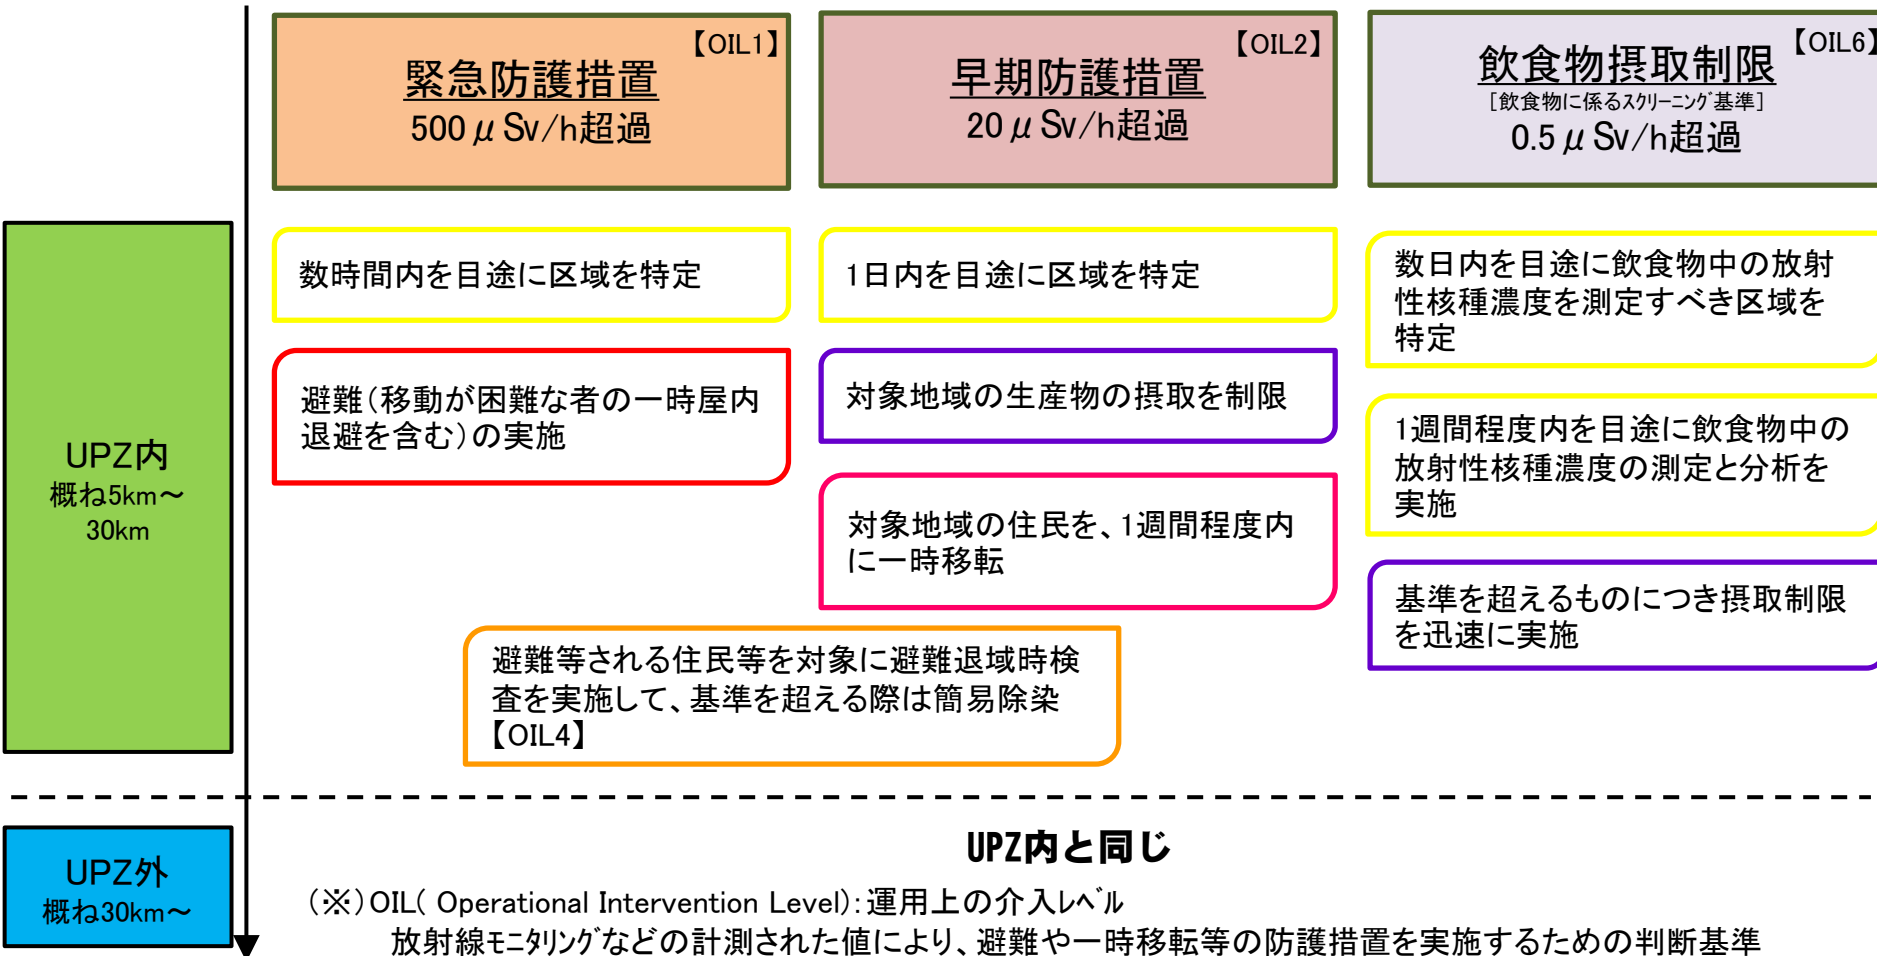 【OIL1】
緊急防護措置
500μSv/h超過
【OIL2】
早期防護措置
20μSv/h超過
【OIL6】
飲食物摂取制限
[飲食物に係るスクリーニング基準]
0.5μSv/h超過
UPZ内
概ね5km～
30km
数時間内を目途に区域を特定
避難(移動が困難な者の一時屋内
退避を含む)の実施
1日内を目途に区域を特定
対象地域の生産物の摂取を制限
対象地域の住民を、1週間程度内
に一時移転
数日内を目途に飲食物中の放射
性核種濃度を測定すべき区域を
特定
1週間程度内を目途に飲食物中の
放射性核種濃度の測定と分析を
実施
基準を超えるものにつき摂取制限
を迅速に実施
避難等される住民等を対象に避難退域時検
査を実施して、基準を超える際は簡易除染
【OIL4】
UPZ外
概ね30km～
UPZ内と同じ
(※)OIL( Operational Intervention Level):運用上の介入レベル
放射線モニタリングなどの計測された値により、避難や一時移転等の防護措置を実施するための判断基準